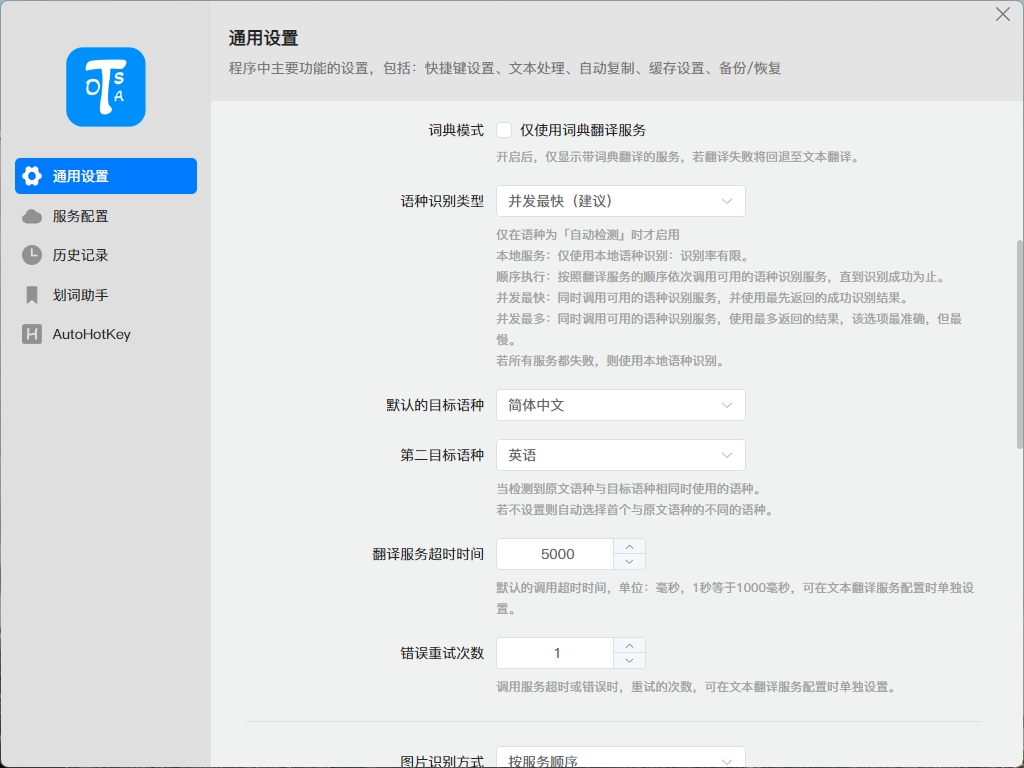 通用设置
程序中主要功能的设置，包括：快捷键设置、文本处理、自动复制、缓存设置、备份/恢复
TOSA
通用设置
服务配置
历史记录
划词助手
AutoHotKey
词典模式 仅使用词典翻译服务
开启后，仅显示带词典翻译的服务，若翻译失败将回退至文本翻译。
语种识别类型 并发最快（建议）
仅在语种为「自动检测」时才启用
本地服务：仅使用本地语种识别：识别率有限。
顺序执行：按照翻译服务的顺序依次调用可用的语种识别服务，直到识别成功为止。
并发最快：同时调用可用的语种识别服务，并使用最先返回的成功识别结果。
并发最多：同时调用可用的语种识别服务，使用最多返回的结果，该选项最准确，但最
慢。
若所有服务都失败，则使用本地语种识别。
默认的目标语种 简体中文
第二目标语种 英语
当检测到原文语种与目标语种相同时使用的语种。
若不设置则自动选择首个与原文语种的不同的语种。
翻译服务超时时间 5000
默认的调用超时时间，单位：毫秒，1秒等于1000毫秒，可在文本翻译服务配置时单独设
置。
错误重试次数 1
调用服务超时或错误时，重试的次数，可在文本翻译服务配置时单独设置。
图片识别方式 按服务顺序